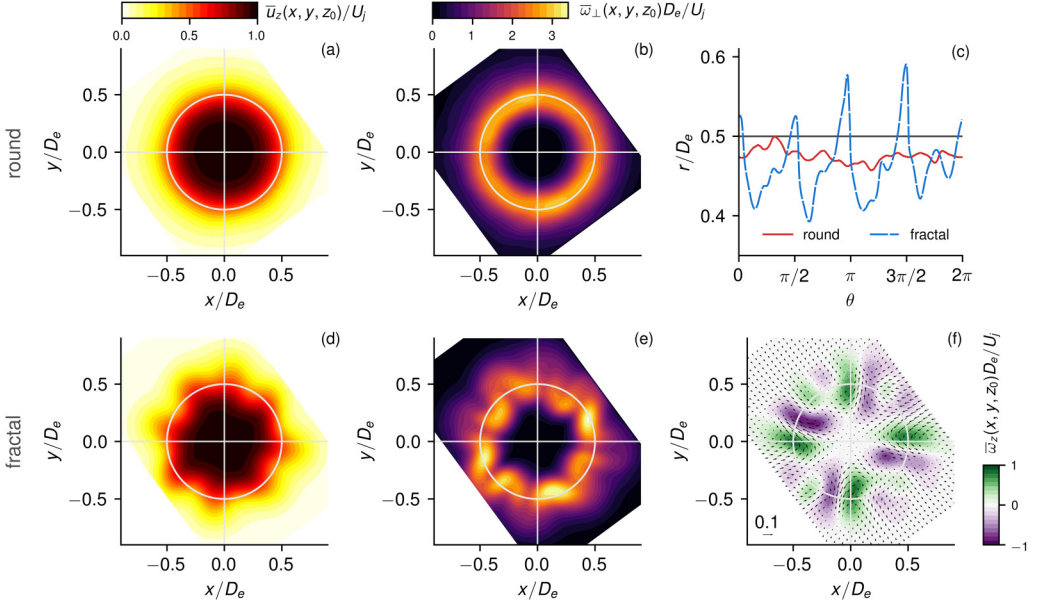 u̅_z(x, y, z₀)/U_j
0.0 0.5 1.0
ω̅_⊥(x, y, z₀)D_e/U_j
0 1 2 3
round
(a)
y/D_e
0.5
0.0
−0.5
−0.5 0.0 0.5
x/D_e
(b)
y/D_e
0.5
0.0
−0.5
−0.5 0.0 0.5
x/D_e
(c)
r/D_e
0.6
0.5
0.4
round fractal
0 π/2 π 3π/2 2π
θ
fractal
(d)
y/D_e
0.5
0.0
−0.5
−0.5 0.0 0.5
x/D_e
(e)
y/D_e
0.5
0.0
−0.5
−0.5 0.0 0.5
x/D_e
(f)
y/D_e
0.5
0.0
−0.5
0.1
−0.5 0.0 0.5
x/D_e
ω̅_z(x, y, z₀)D_e/U_j
1
0
−1